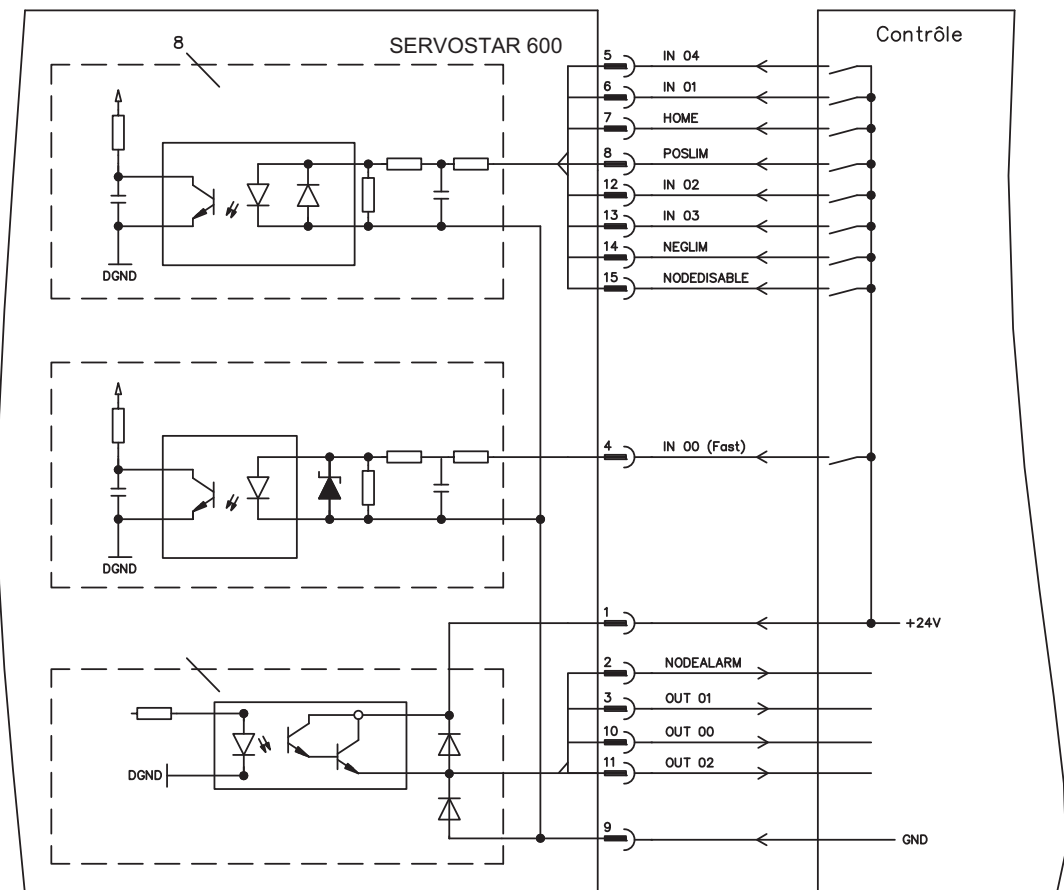 8
SERVOSTAR 600
Contrôle
5 IN 04
6 IN 01
7 HOME
8 POSLIM
12 IN 02
13 IN 03
14 NEGLIM
15 NODEDISABLE
DGND
4 IN 00 (Fast)
DGND
1 +24V
2 NODEALARM
3 OUT 01
10 OUT 00
11 OUT 02
DGND
9 GND